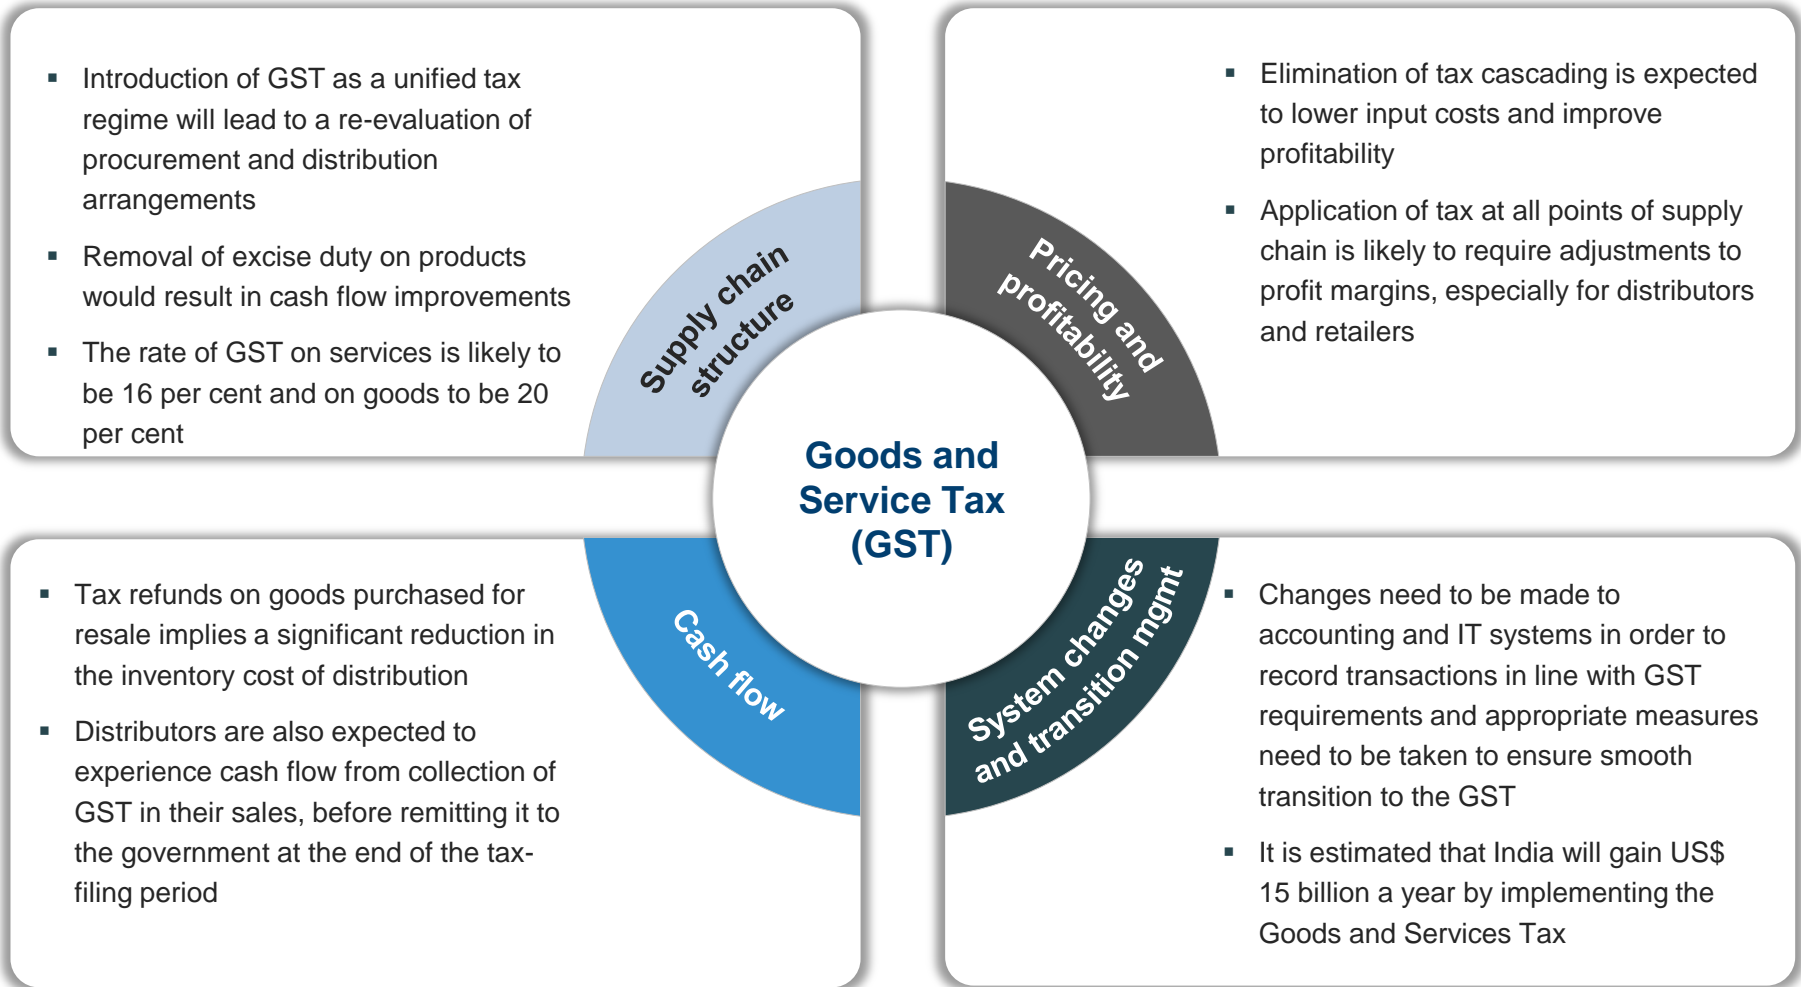 ▪ Introduction of GST as a unified tax
regime will lead to a re-evaluation of
procurement and distribution
arrangements
▪ Removal of excise duty on products
would result in cash flow improvements
▪ The rate of GST on services is likely to
be 16 per cent and on goods to be 20
per cent
Supply chain
structure
▪ Elimination of tax cascading is expected
to lower input costs and improve
profitability
▪ Application of tax at all points of supply
chain is likely to require adjustments to
profit margins, especially for distributors
and retailers
Pricing and
profitability
Goods and
Service Tax
(GST)
▪ Tax refunds on goods purchased for
resale implies a significant reduction in
the inventory cost of distribution
▪ Distributors are also expected to
experience cash flow from collection of
GST in their sales, before remitting it to
the government at the end of the tax-
filing period
Cash flow
System changes
and transition mgmt
▪ Changes need to be made to
accounting and IT systems in order to
record transactions in line with GST
requirements and appropriate measures
need to be taken to ensure smooth
transition to the GST
▪ It is estimated that India will gain US$
15 billion a year by implementing the
Goods and Services Tax